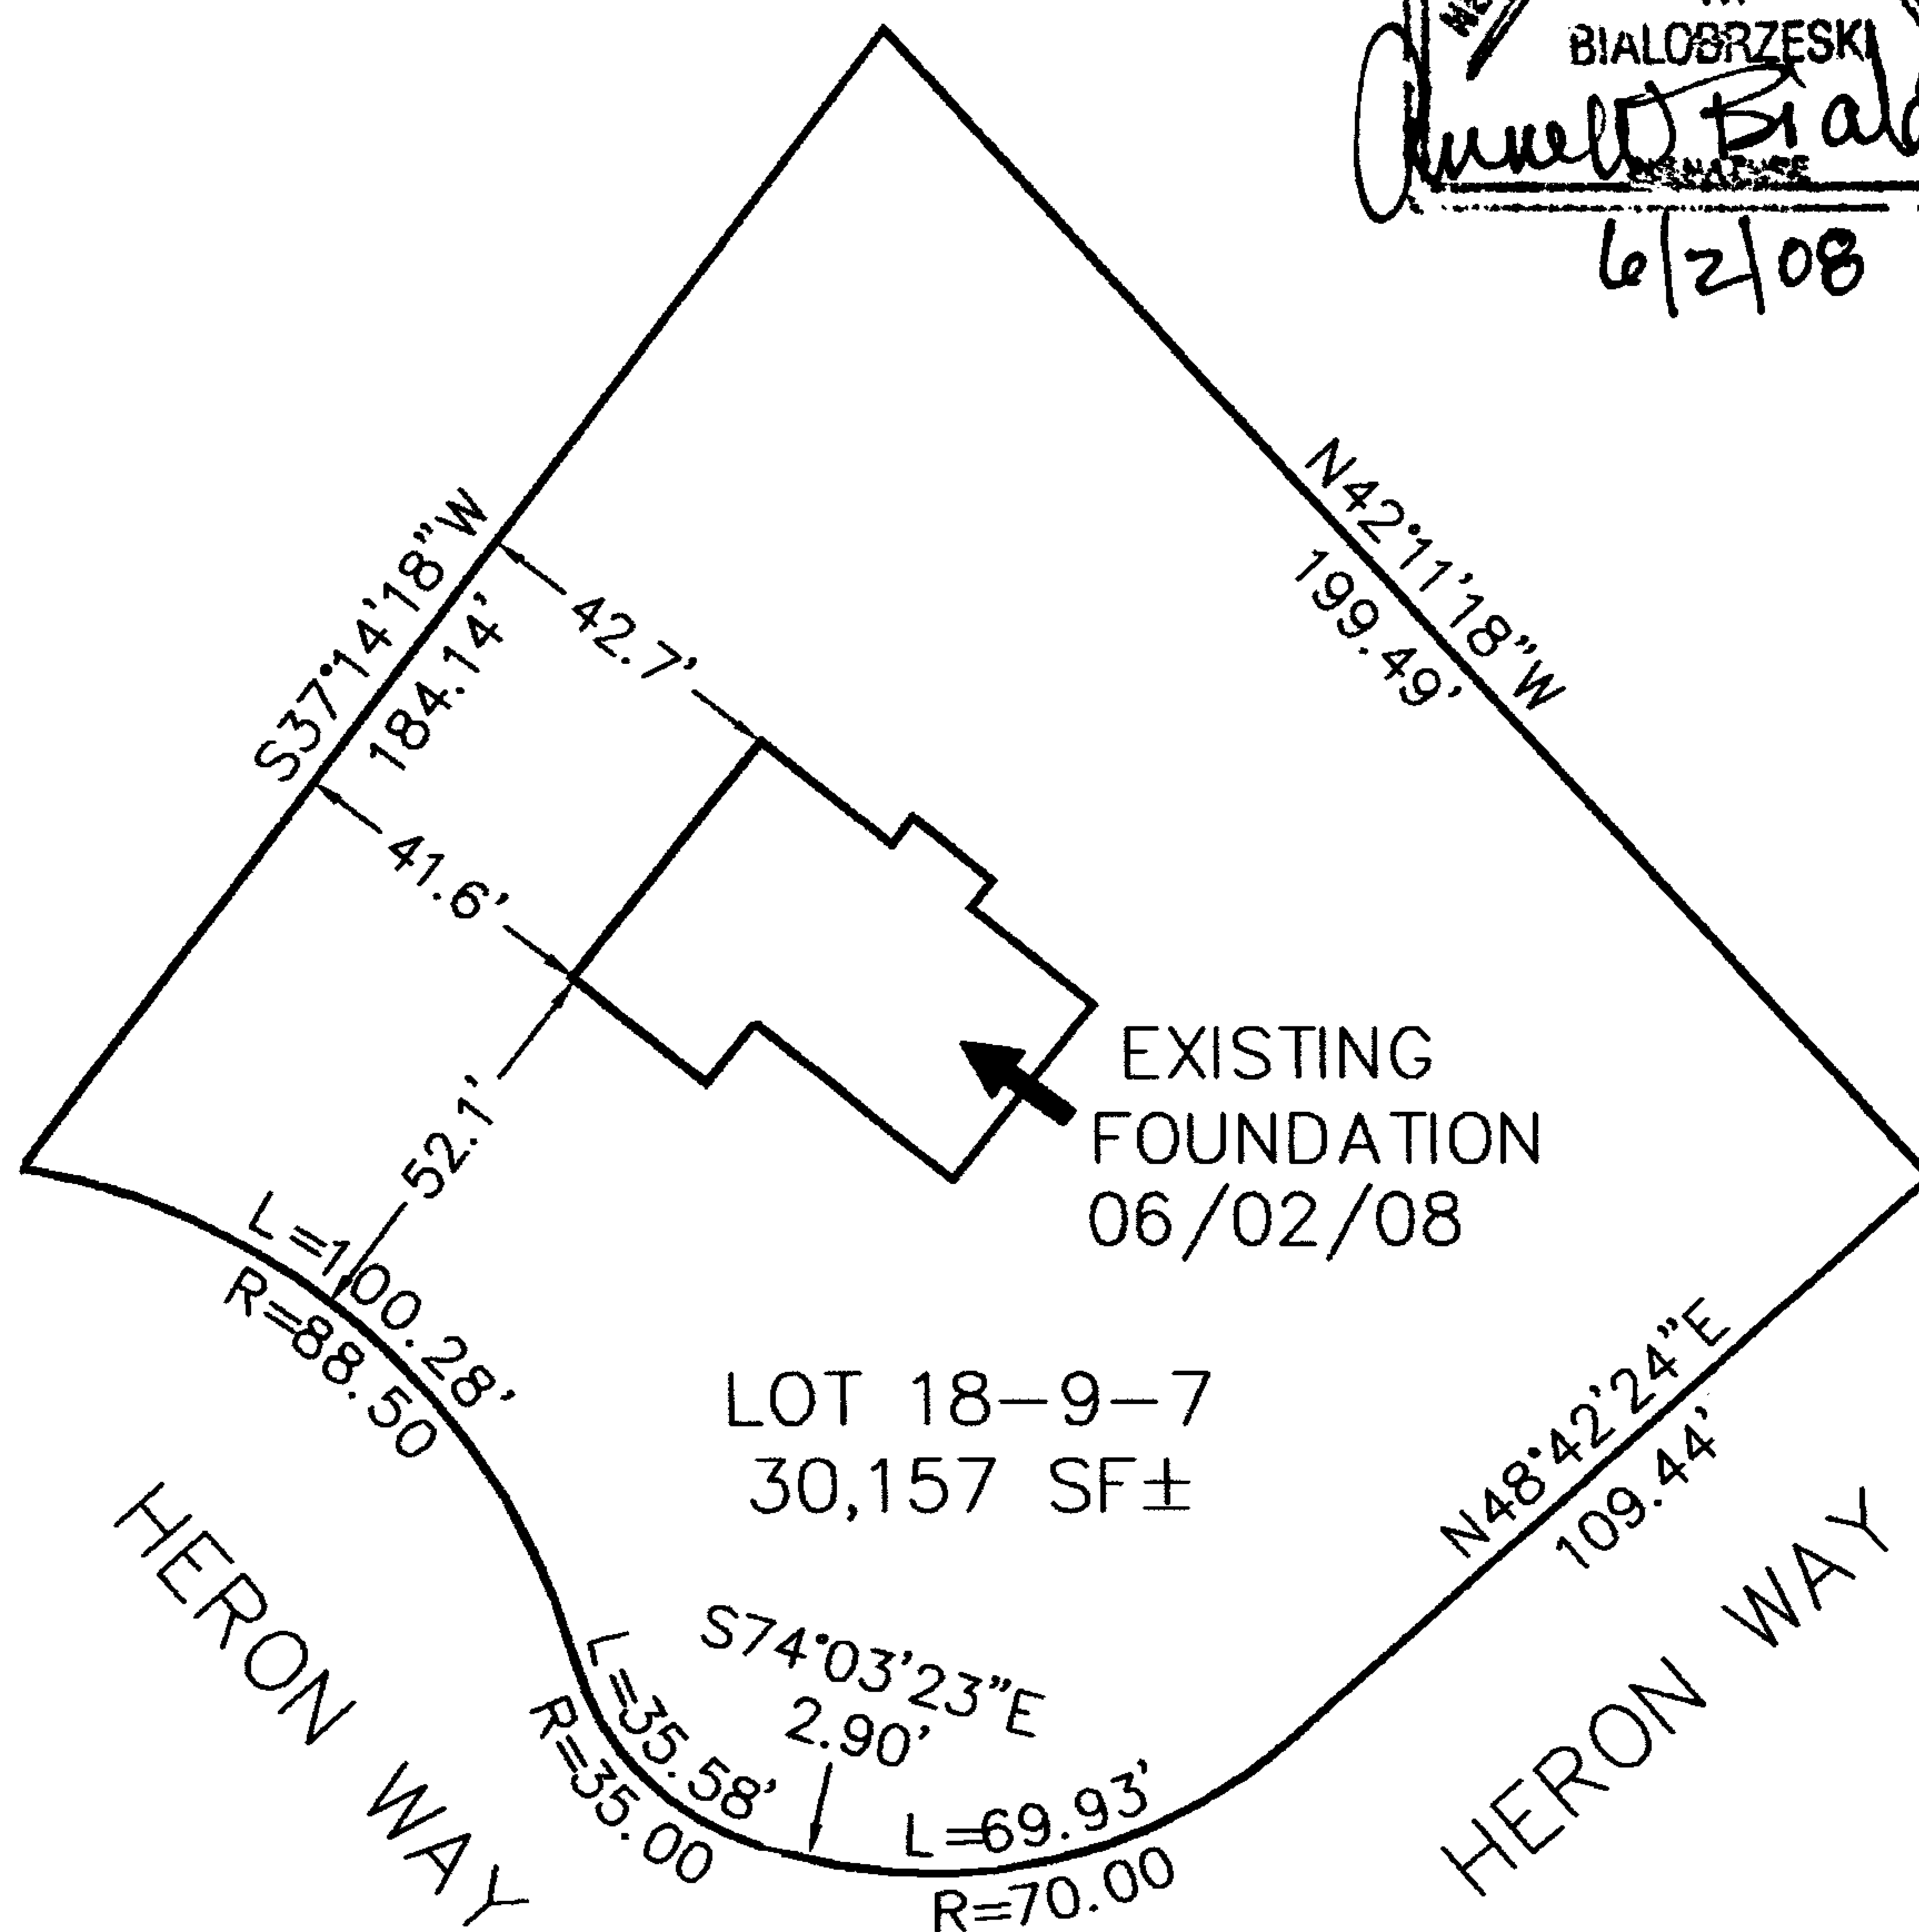 BIALOBRZESKI
SIGNATURE
6/2/08
N42°11'18"W
199.49'
S37°14'18"W
184.14'
42.7'
41.6'
52.1'
EXISTING
FOUNDATION
06/02/08
L=100.28'
R=88.50
LOT 18-9-7
30,157 SF±
N48°42'24"E
109.44'
HERON WAY
S74°03'23"E
2.90'
L=35.58'
R=35.00
L=69.93'
R=70.00
HERON WAY